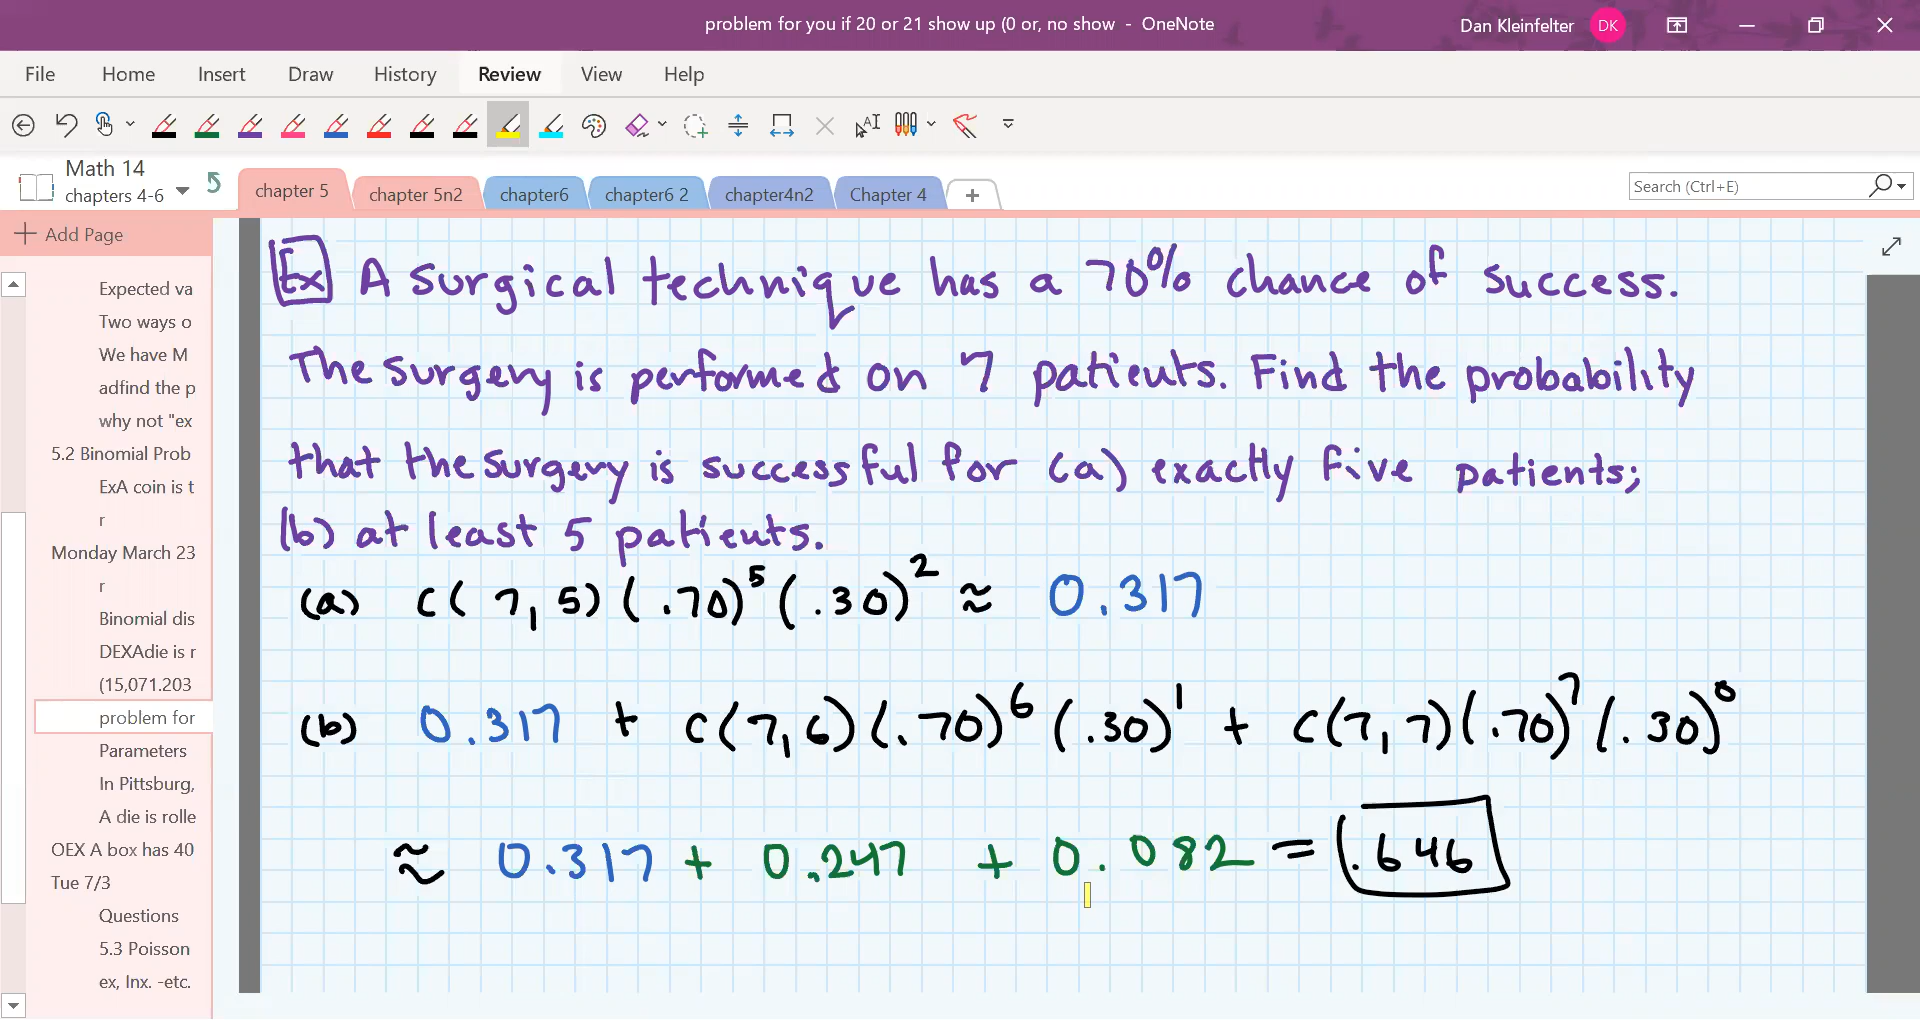 problem for you if 20 or 21 show up (0 or, no show - OneNote
Dan Kleinfelter DK
File Home Insert Draw History Review View Help
Math 14
chapters 4-6
chapter 5 chapter 5n2 chapter6 chapter6 2 chapter4n2 Chapter 4 +
Search (Ctrl+E)
Add Page
Expected va
Two ways o
We have M
adfind the p
why not "ex
5.2 Binomial Prob
ExA coin is t
r
Monday March 23
r
Binomial dis
DEXAdie is r
(15,071.203
problem for
Parameters
In Pittsburg,
A die is rolle
OEX A box has 40
Tue 7/3
Questions
5.3 Poisson
ex, Inx. -etc.
Ex A surgical technique has a 70% chance of success.
The surgery is performed on 7 patients. Find the probability
that the surgery is successful for (a) exactly five patients;
(b) at least 5 patients.
(a) C(7,5)(.70)^5(.30)^2 ≈ 0.317
(b) 0.317 + C(7,6)(.70)^6(.30)^1 + C(7,7)(.70)^7(.30)^0
≈ 0.317 + 0.247 + 0.082 = .646